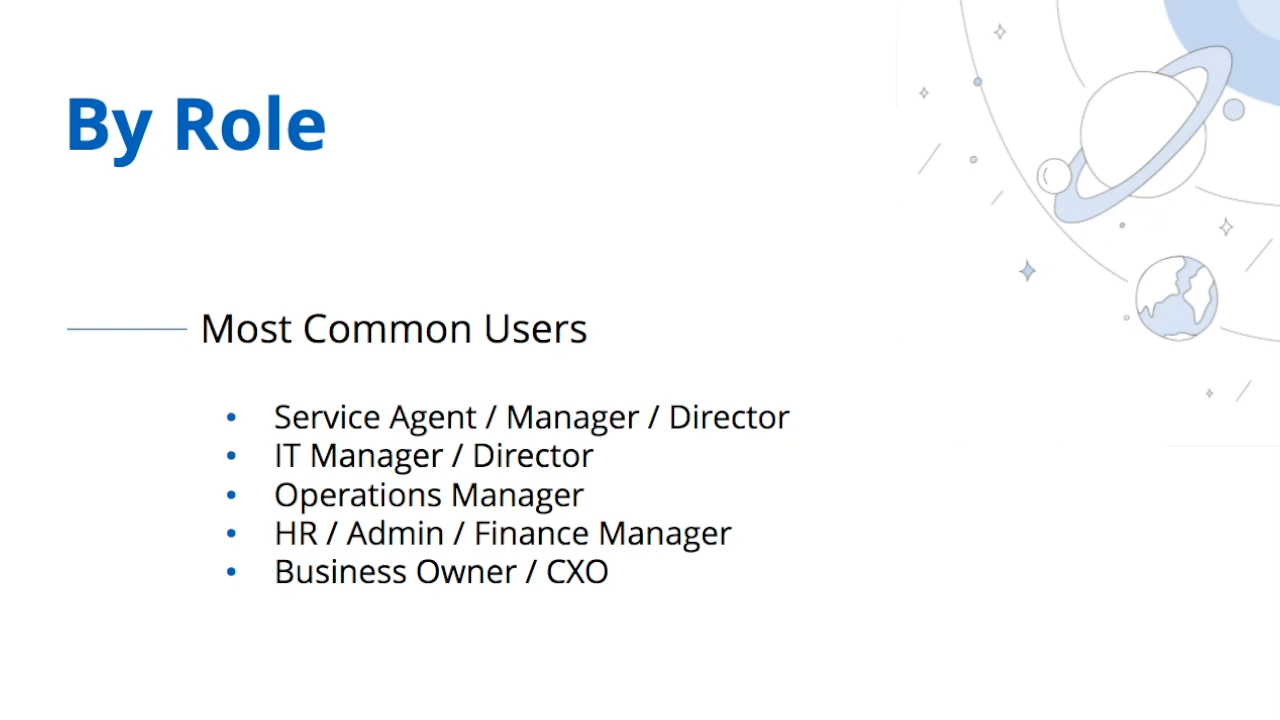 By Role
Most Common Users
• Service Agent / Manager / Director
• IT Manager / Director
• Operations Manager
• HR / Admin / Finance Manager
• Business Owner / CXO